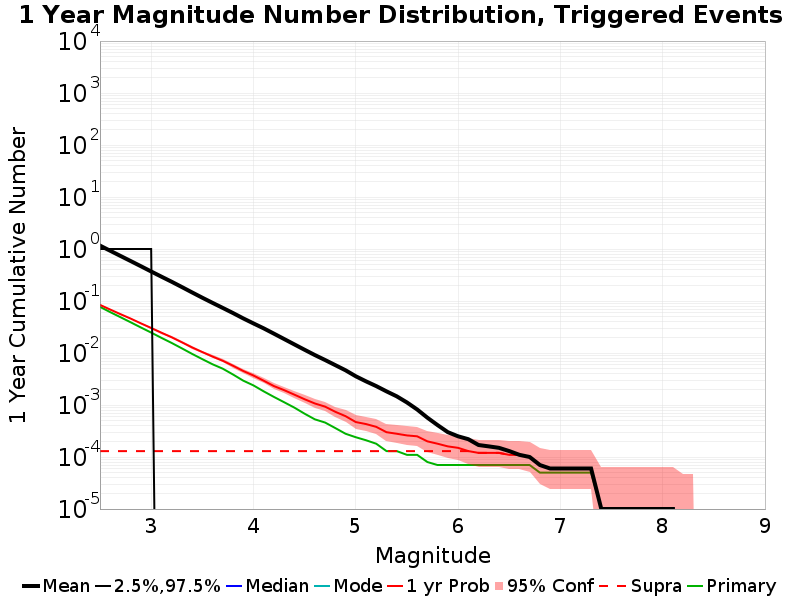 1 Year Magnitude Number Distribution, Triggered Events
1 Year Cumulative Number
10^4
10^3
10^2
10^1
10^0
10^-1
10^-2
10^-3
10^-4
10^-5
3 4 5 6 7 8 9
Magnitude
Mean 2.5%,97.5% Median Mode 1 yr Prob 95% Conf Supra Primary